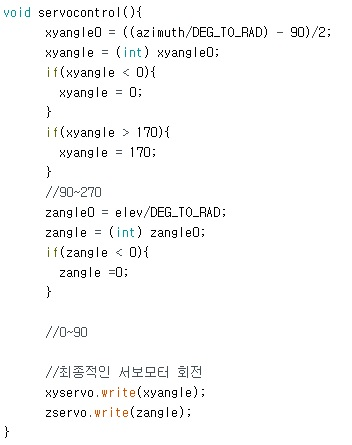 void servocontrol(){
xyangle0 = ((azimuth/DEG_TO_RAD) - 90)/2;
xyangle = (int) xyangle0;
if(xyangle < 0){
xyangle = 0;
}
if(xyangle > 170){
xyangle = 170;
}
//90~270
zangle0 = elev/DEG_TO_RAD;
zangle = (int) zangle0;
if(zangle < 0){
zangle =0;
}
//0~90
//최종적인 서보모터 회전
xyservo.write(xyangle);
zservo.write(zangle);
}